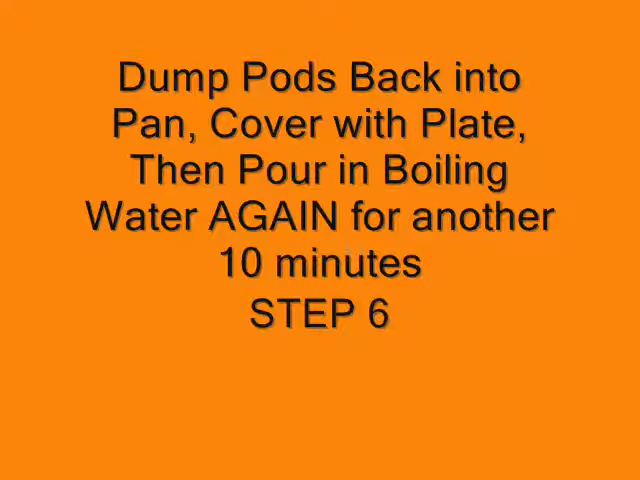 Dump Pods Back into
Pan, Cover with Plate,
Then Pour in Boiling
Water AGAIN for another
10 minutes
STEP 6